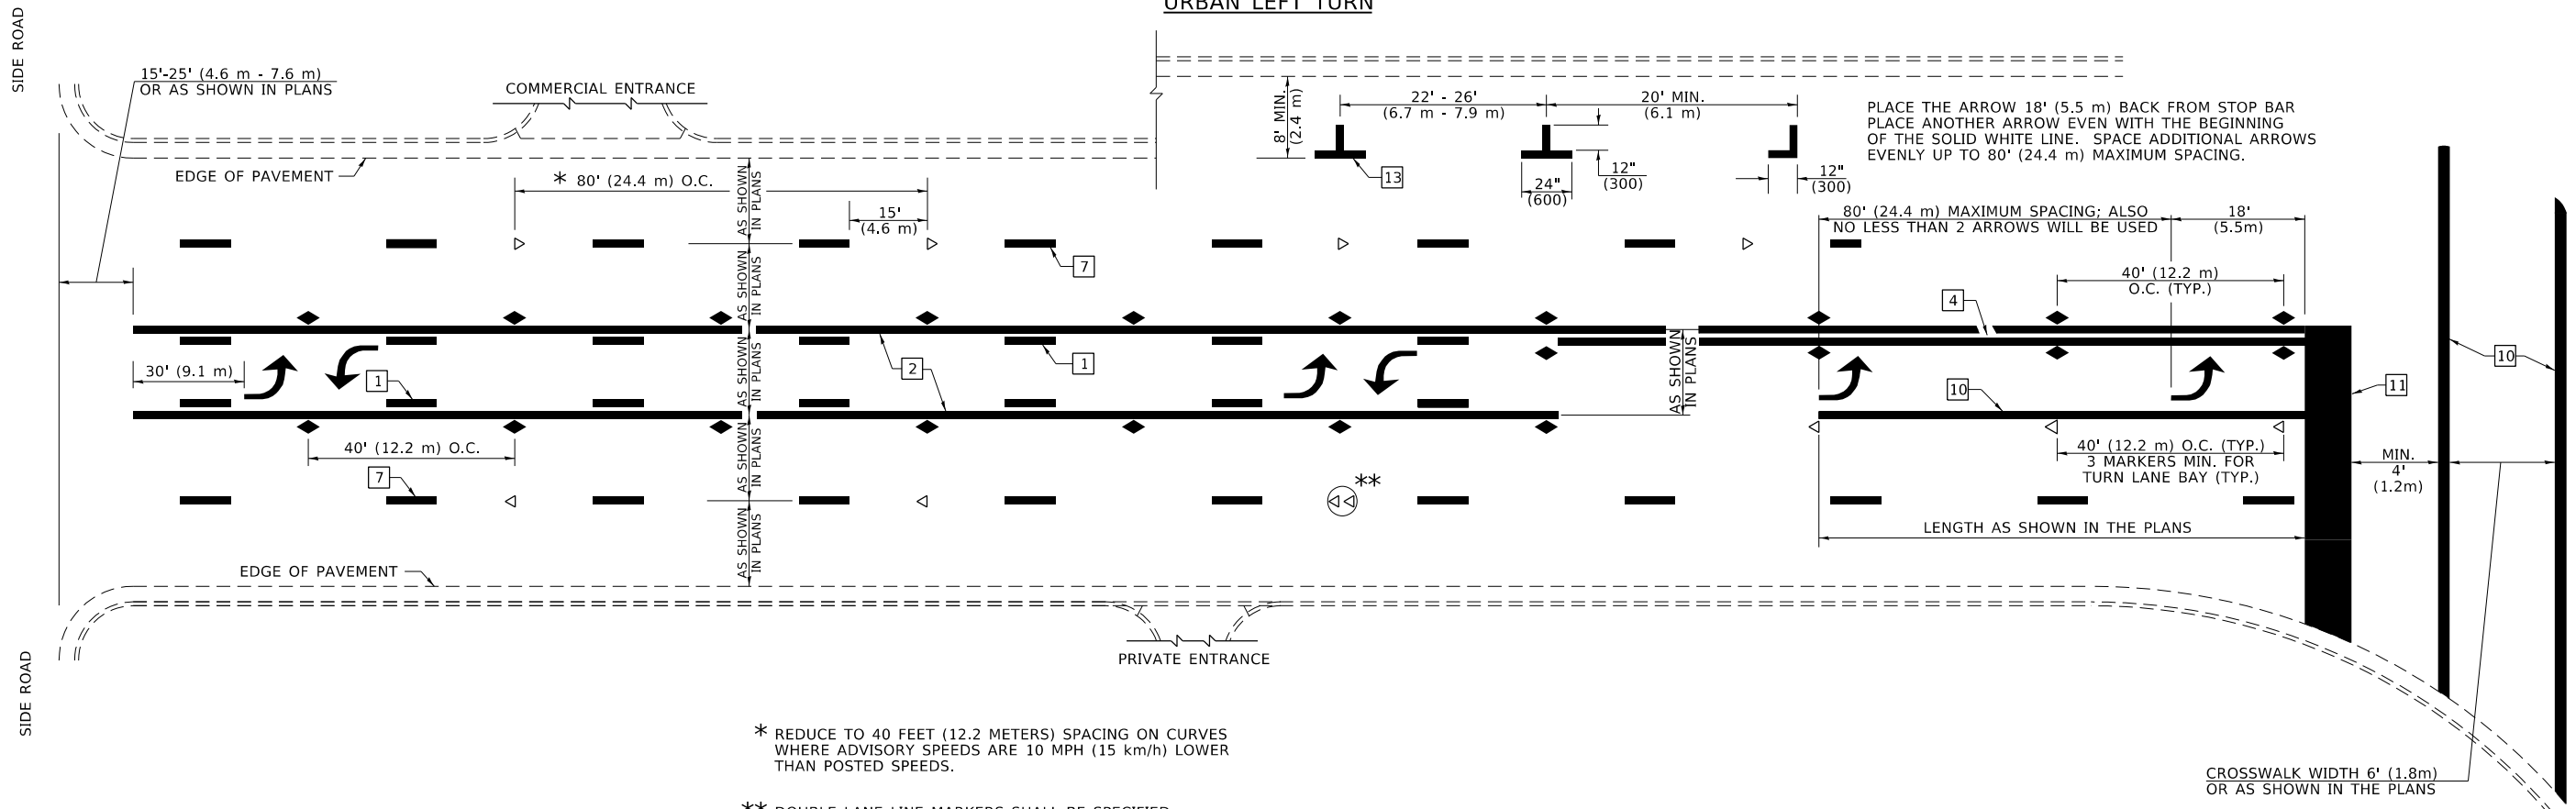 URBAN LEFT TURN
SIDE ROAD
15'-25' (4.6 m - 7.6 m)
OR AS SHOWN IN PLANS
COMMERCIAL ENTRANCE
EDGE OF PAVEMENT
* 80' (24.4 m) O.C.
15'
(4.6 m)
8' MIN.
(2.4 m)
22' - 26'
(6.7 m - 7.9 m)
20' MIN.
(6.1 m)
13
24"
(600)
12"
(300)
12"
(300)
PLACE THE ARROW 18' (5.5 m) BACK FROM STOP BAR
PLACE ANOTHER ARROW EVEN WITH THE BEGINNING
OF THE SOLID WHITE LINE. SPACE ADDITIONAL ARROWS
EVENLY UP TO 80' (24.4 m) MAXIMUM SPACING.
80' (24.4 m) MAXIMUM SPACING; ALSO
NO LESS THAN 2 ARROWS WILL BE USED
18'
(5.5m)
7
AS SHOWN
IN PLANS
AS SHOWN
IN PLANS
AS SHOWN
IN PLANS
AS SHOWN
IN PLANS
AS SHOWN
IN PLANS
40' (12.2 m)
O.C. (TYP.)
4
30' (9.1 m)
1
2
1
AS SHOWN
IN PLANS
10
11
10
40' (12.2 m) O.C.
7
**
40' (12.2 m) O.C. (TYP.)
3 MARKERS MIN. FOR
TURN LANE BAY (TYP.)
MIN.
4'
(1.2m)
LENGTH AS SHOWN IN THE PLANS
EDGE OF PAVEMENT
SIDE ROAD
PRIVATE ENTRANCE
* REDUCE TO 40 FEET (12.2 METERS) SPACING ON CURVES
WHERE ADVISORY SPEEDS ARE 10 MPH (15 km/h) LOWER
THAN POSTED SPEEDS.
CROSSWALK WIDTH 6' (1.8m)
OR AS SHOWN IN THE PLANS
** DOUBLE LANE LINE MARKERS SHALL BE SPECIFIED